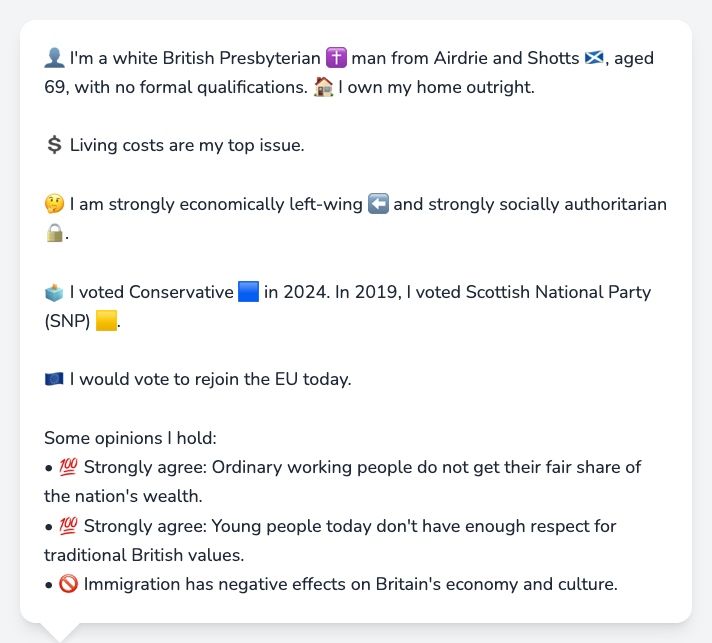 👤 I'm a white British Presbyterian ✝️ man from Airdrie and Shotts 🏴󠁧󠁢󠁳󠁣󠁴󠁿, aged
69, with no formal qualifications. 🏠 I own my home outright.
💲 Living costs are my top issue.
🤔 I am strongly economically left-wing ⬅️ and strongly socially authoritarian
🔒.
🗳️ I voted Conservative 🟦 in 2024. In 2019, I voted Scottish National Party
(SNP) 🟨.
🇪🇺 I would vote to rejoin the EU today.
Some opinions I hold:
• 💯 Strongly agree: Ordinary working people do not get their fair share of
the nation's wealth.
• 💯 Strongly agree: Young people today don't have enough respect for
traditional British values.
• 🚫 Immigration has negative effects on Britain's economy and culture.